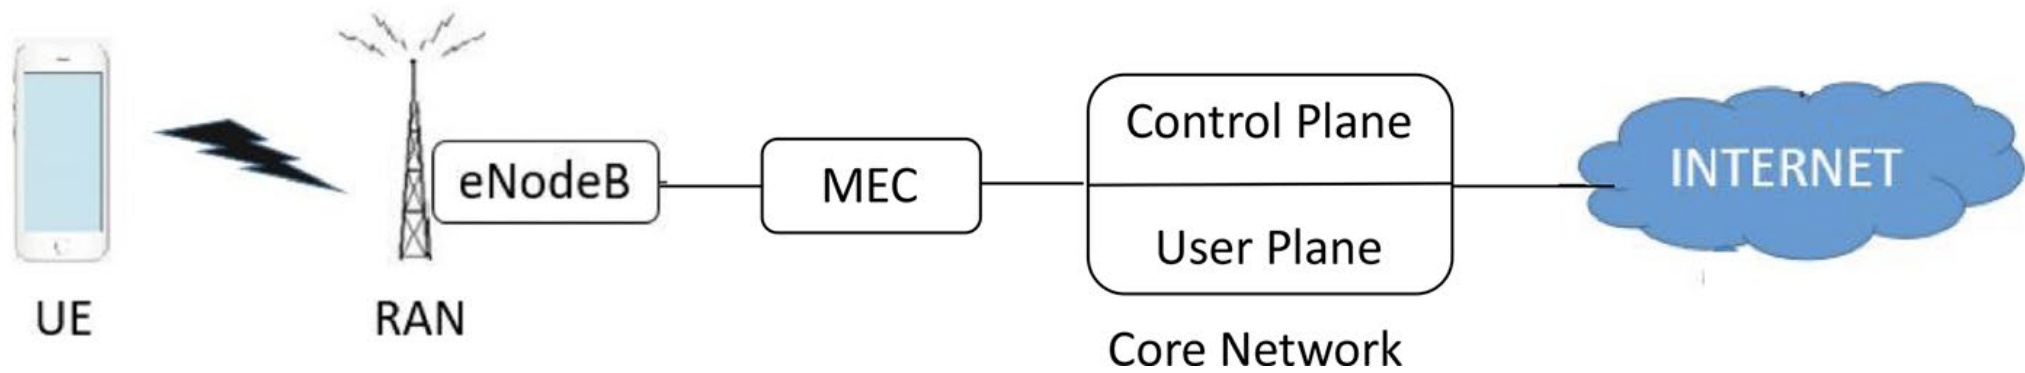 UE
RAN
eNodeB
MEC
Control Plane
User Plane
Core Network
INTERNET